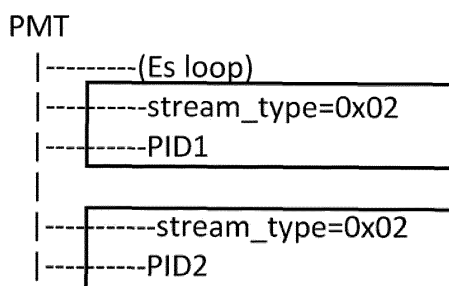 PMT
|----------(Es loop)
|----------stream_type=0x02
|----------PID1
|
|-----------stream_type=0x02
|----------PID2